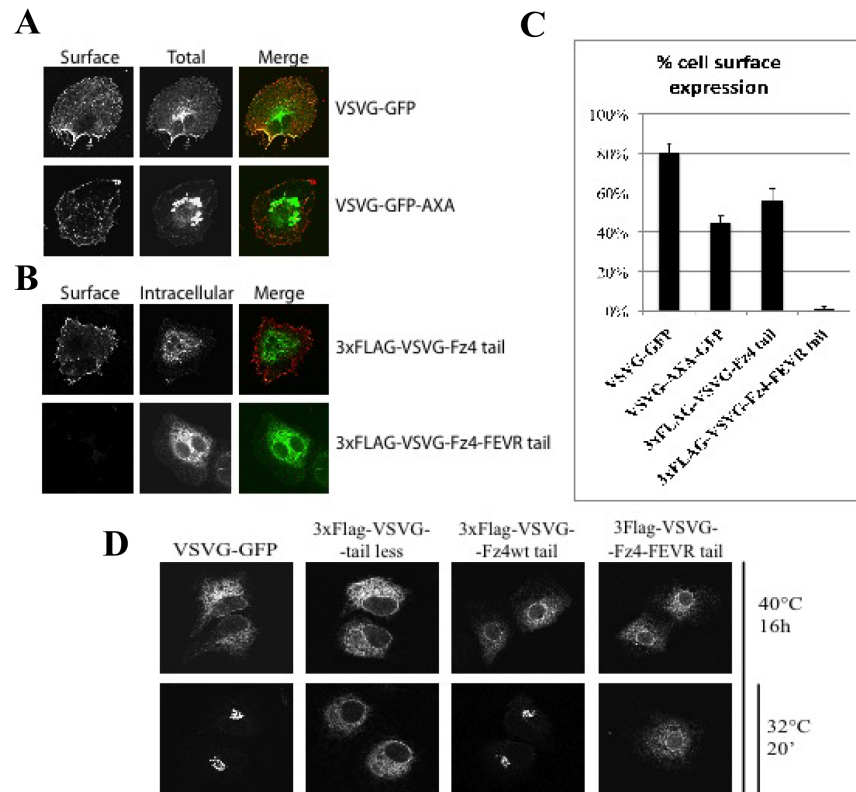 A
Surface Total Merge
VSVG-GFP
VSVG-GFP-AXA
B
Surface Intracellular Merge
3xFLAG-VSVG-Fz4 tail
3xFLAG-VSVG-Fz4-FEVR tail
C
% cell surface
expression
100%
80%
60%
40%
20%
0%
VSVG-GFP
VSVG-AXA-GFP
3xFLAG-VSVG-Fz4 tail
3xFLAG-VSVG-Fz4-FEVR tail
D
VSVG-GFP
3xFlag-VSVG-
-tail less
3xFlag-VSVG-
-Fz4wt tail
3Flag-VSVG-
-Fz4-FEVR tail
40°C
16h
32°C
20’